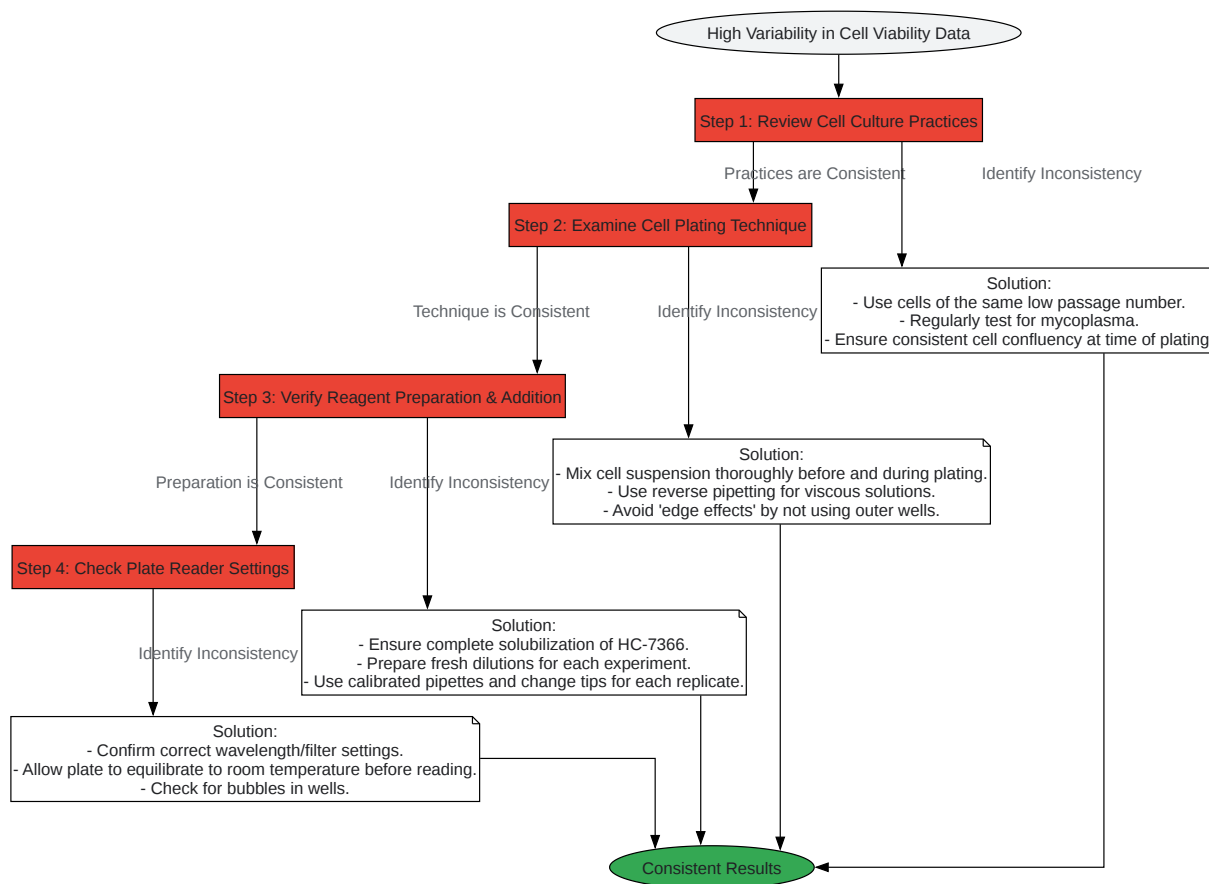 High Variability in Cell Viability Data
Step 1: Review Cell Culture Practices
Practices are Consistent
Identify Inconsistency
Step 2: Examine Cell Plating Technique
Solution:
- Use cells of the same low passage number.
- Regularly test for mycoplasma.
- Ensure consistent cell confluency at time of plating
Technique is Consistent
Identify Inconsistency
Step 3: Verify Reagent Preparation & Addition
Solution:
- Mix cell suspension thoroughly before and during plating.
- Use reverse pipetting for viscous solutions.
- Avoid 'edge effects' by not using outer wells.
Preparation is Consistent
Identify Inconsistency
Step 4: Check Plate Reader Settings
Solution:
- Ensure complete solubilization of HC-7366.
- Prepare fresh dilutions for each experiment.
- Use calibrated pipettes and change tips for each replicate.
Identify Inconsistency
Solution:
- Confirm correct wavelength/filter settings.
- Allow plate to equilibrate to room temperature before reading.
- Check for bubbles in wells.
Consistent Results